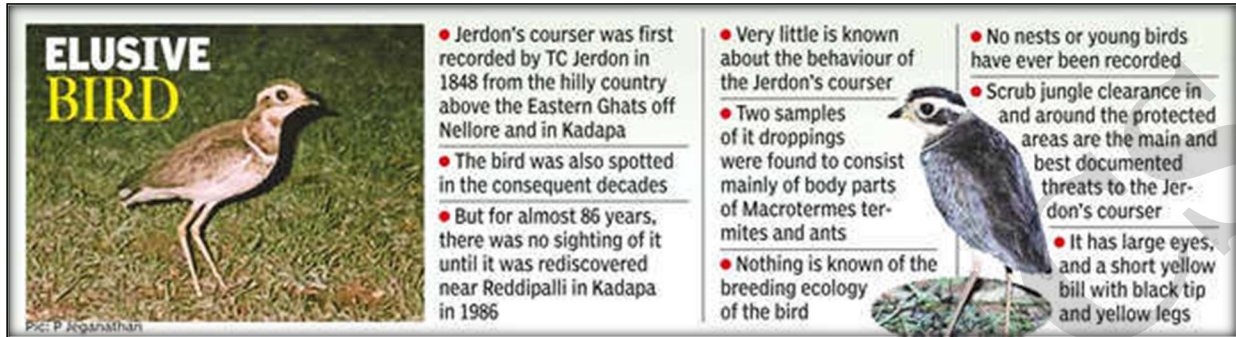 ELUSIVE
BIRD
Pic: P Jeganathan
• Jerdon's courser was first
recorded by TC Jerdon in
1848 from the hilly country
above the Eastern Ghats off
Nellore and in Kadapa
• The bird was also spotted
in the consequent decades
• But for almost 86 years,
there was no sighting of it
until it was rediscovered
near Reddipalli in Kadapa
in 1986
• Very little is known
about the behaviour of
the Jerdon's courser
• Two samples
of it droppings
were found to consist
mainly of body parts
of Macrotermes ter-
mites and ants
• Nothing is known of the
breeding ecology
of the bird
• No nests or young birds
have ever been recorded
• Scrub jungle clearance in
and around the protected
areas are the main and
best documented
threats to the Jer-
don's courser
• It has large eyes,
and a short yellow
bill with black tip
and yellow legs